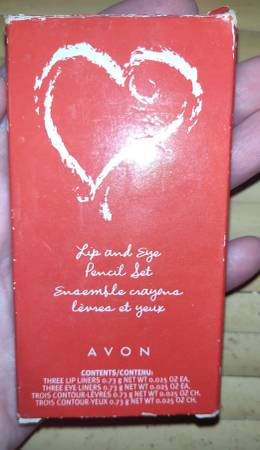 Lip and Eye
Pencil Set
Ensemble crayons
lèvres et yeux
AVON
CONTENTS/CONTENU:
THREE LIP LINERS 0.73 g NET WT 0.025 OZ EA.
THREE EYE LINERS 0.73 g NET WT 0.025 OZ EA.
TROIS CONTOUR-LÈVRES 0.73 g NET WT 0.025 OZ CH.
TROIS CONTOUR-YEUX 0.73 g NET WT 0.025 OZ CH.